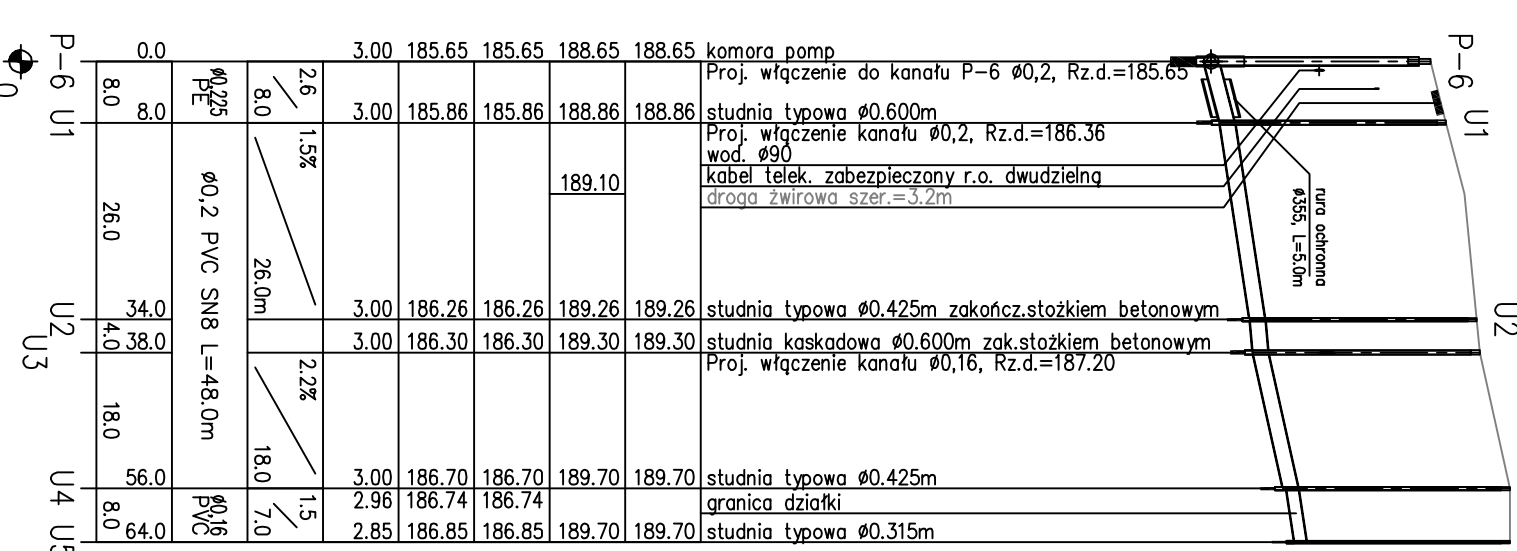 P-6
0.0
3.00 185.65 185.65 188.65 188.65 komora pomp
Proj. włączenie do kanału P-6 ø0,2, Rz.d.=185.65
P-6
8.0
ø0,225
PE
2.6
8.0
U1
8.0
3.00 185.86 185.86 188.86 188.86 studnia typowa ø0.600m
U1
Proj. włączenie kanału ø0,2, Rz.d.=186.36
wod. ø90
kabel telek. zabezpieczony r.o. dwudzielną
189.10
droga żwirowa szer.=3.2m
1.5%
26.0m
26.0
ø0,2 PVC SN8 L=48.0m
rura ochronna
ø355, L=5.0m
U2
34.0
3.00 186.26 186.26 189.26 189.26 studnia typowa ø0.425m zakończ.stożkiem betonowym
U2
4.0
U3
38.0
3.00 186.30 186.30 189.30 189.30 studnia kaskadowa ø0.600m zak.stożkiem betonowym
Proj. włączenie kanału ø0,16, Rz.d.=187.20
2.2%
18.0
18.0
U4
56.0
3.00 186.70 186.70 189.70 189.70 studnia typowa ø0.425m
2.96 186.74 186.74 granica działki
8.0
ø0,16
PVC
1.5
7.0
U5
64.0
2.85 186.85 186.85 189.70 189.70 studnia typowa ø0.315m